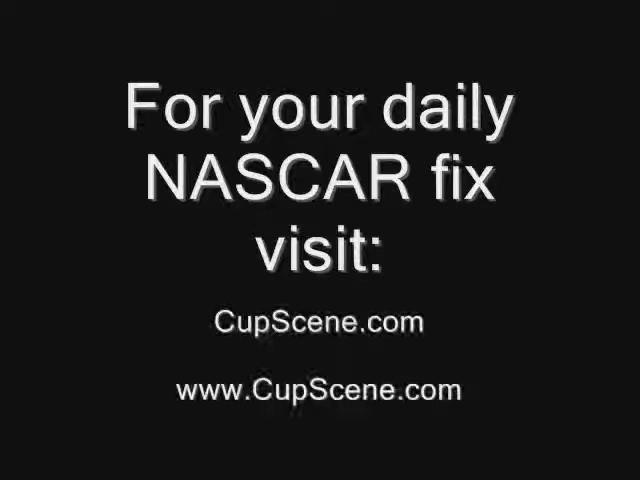 For your daily
NASCAR fix
visit:
CupScene.com
www.CupScene.com